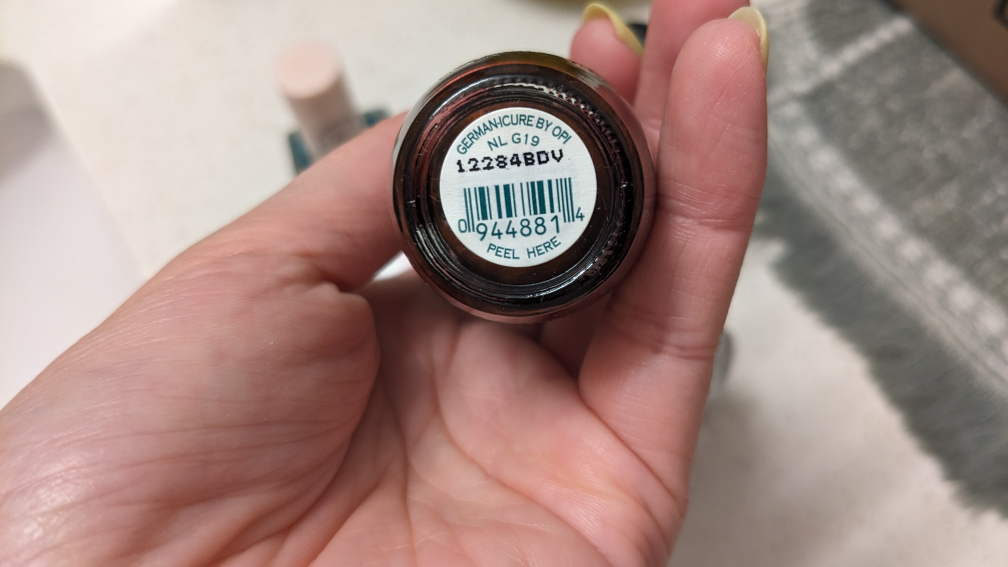 GERMAN-ICURE BY OPI
NL G19
12284BDV
0 944881 4
PEEL HERE